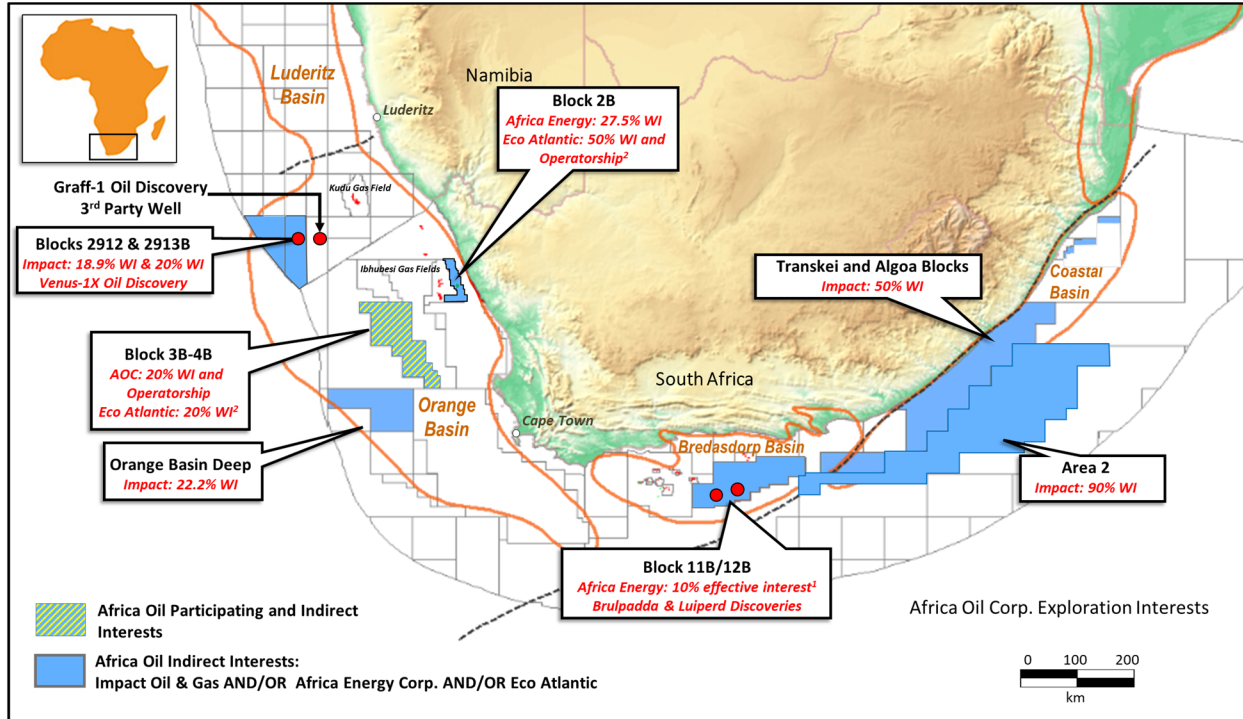 Luderitz
Basin
Namibia
Luderitz
Block 2B
Africa Energy: 27.5% WI
Eco Atlantic: 50% WI and
Operatorship²
Graff-1 Oil Discovery
3rd Party Well
Kudu Gas Field
Blocks 2912 & 2913B
Impact: 18.9% WI & 20% WI
Venus-1X Oil Discovery
Ibhubesi Gas Fields
Transkei and Algoa Blocks
Impact: 50% WI
Coastal
Basin
Block 3B-4B
AOC: 20% WI and
Operatorship
Eco Atlantic: 20% WI²
South Africa
Orange
Basin
Cape Town
Bredasdorp Basin
Orange Basin Deep
Impact: 22.2% WI
Area 2
Impact: 90% WI
Block 11B/12B
Africa Energy: 10% effective interest¹
Brulpadda & Luiperd Discoveries
Africa Oil Participating and Indirect
Interests
Africa Oil Corp. Exploration Interests
Africa Oil Indirect Interests:
Impact Oil & Gas AND/OR Africa Energy Corp. AND/OR Eco Atlantic
0 100 200
km